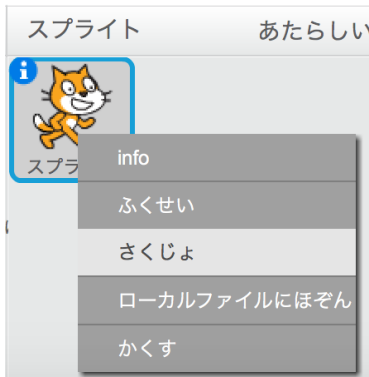 スプライト あたらしい
i
スプラ
info
ふくせい
さくじょ
ローカルファイルにほぞん
かくす